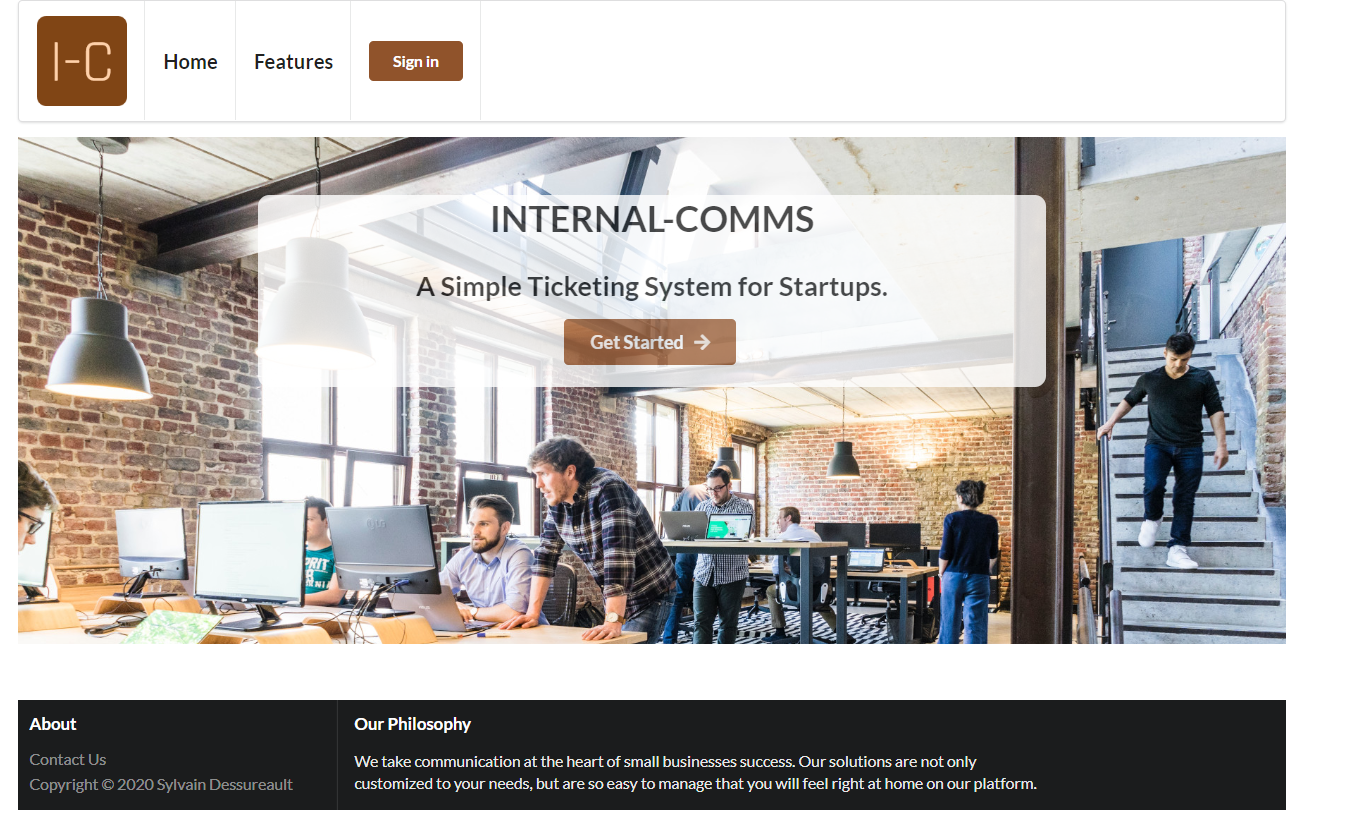 I-C
Home
Features
Sign in
INTERNAL-COMMS
A Simple Ticketing System for Startups.
Get Started
About
Contact Us
Copyright © 2020 Sylvain Dessureault
Our Philosophy
We take communication at the heart of small businesses success. Our solutions are not only
customized to your needs, but are so easy to manage that you will feel right at home on our platform.